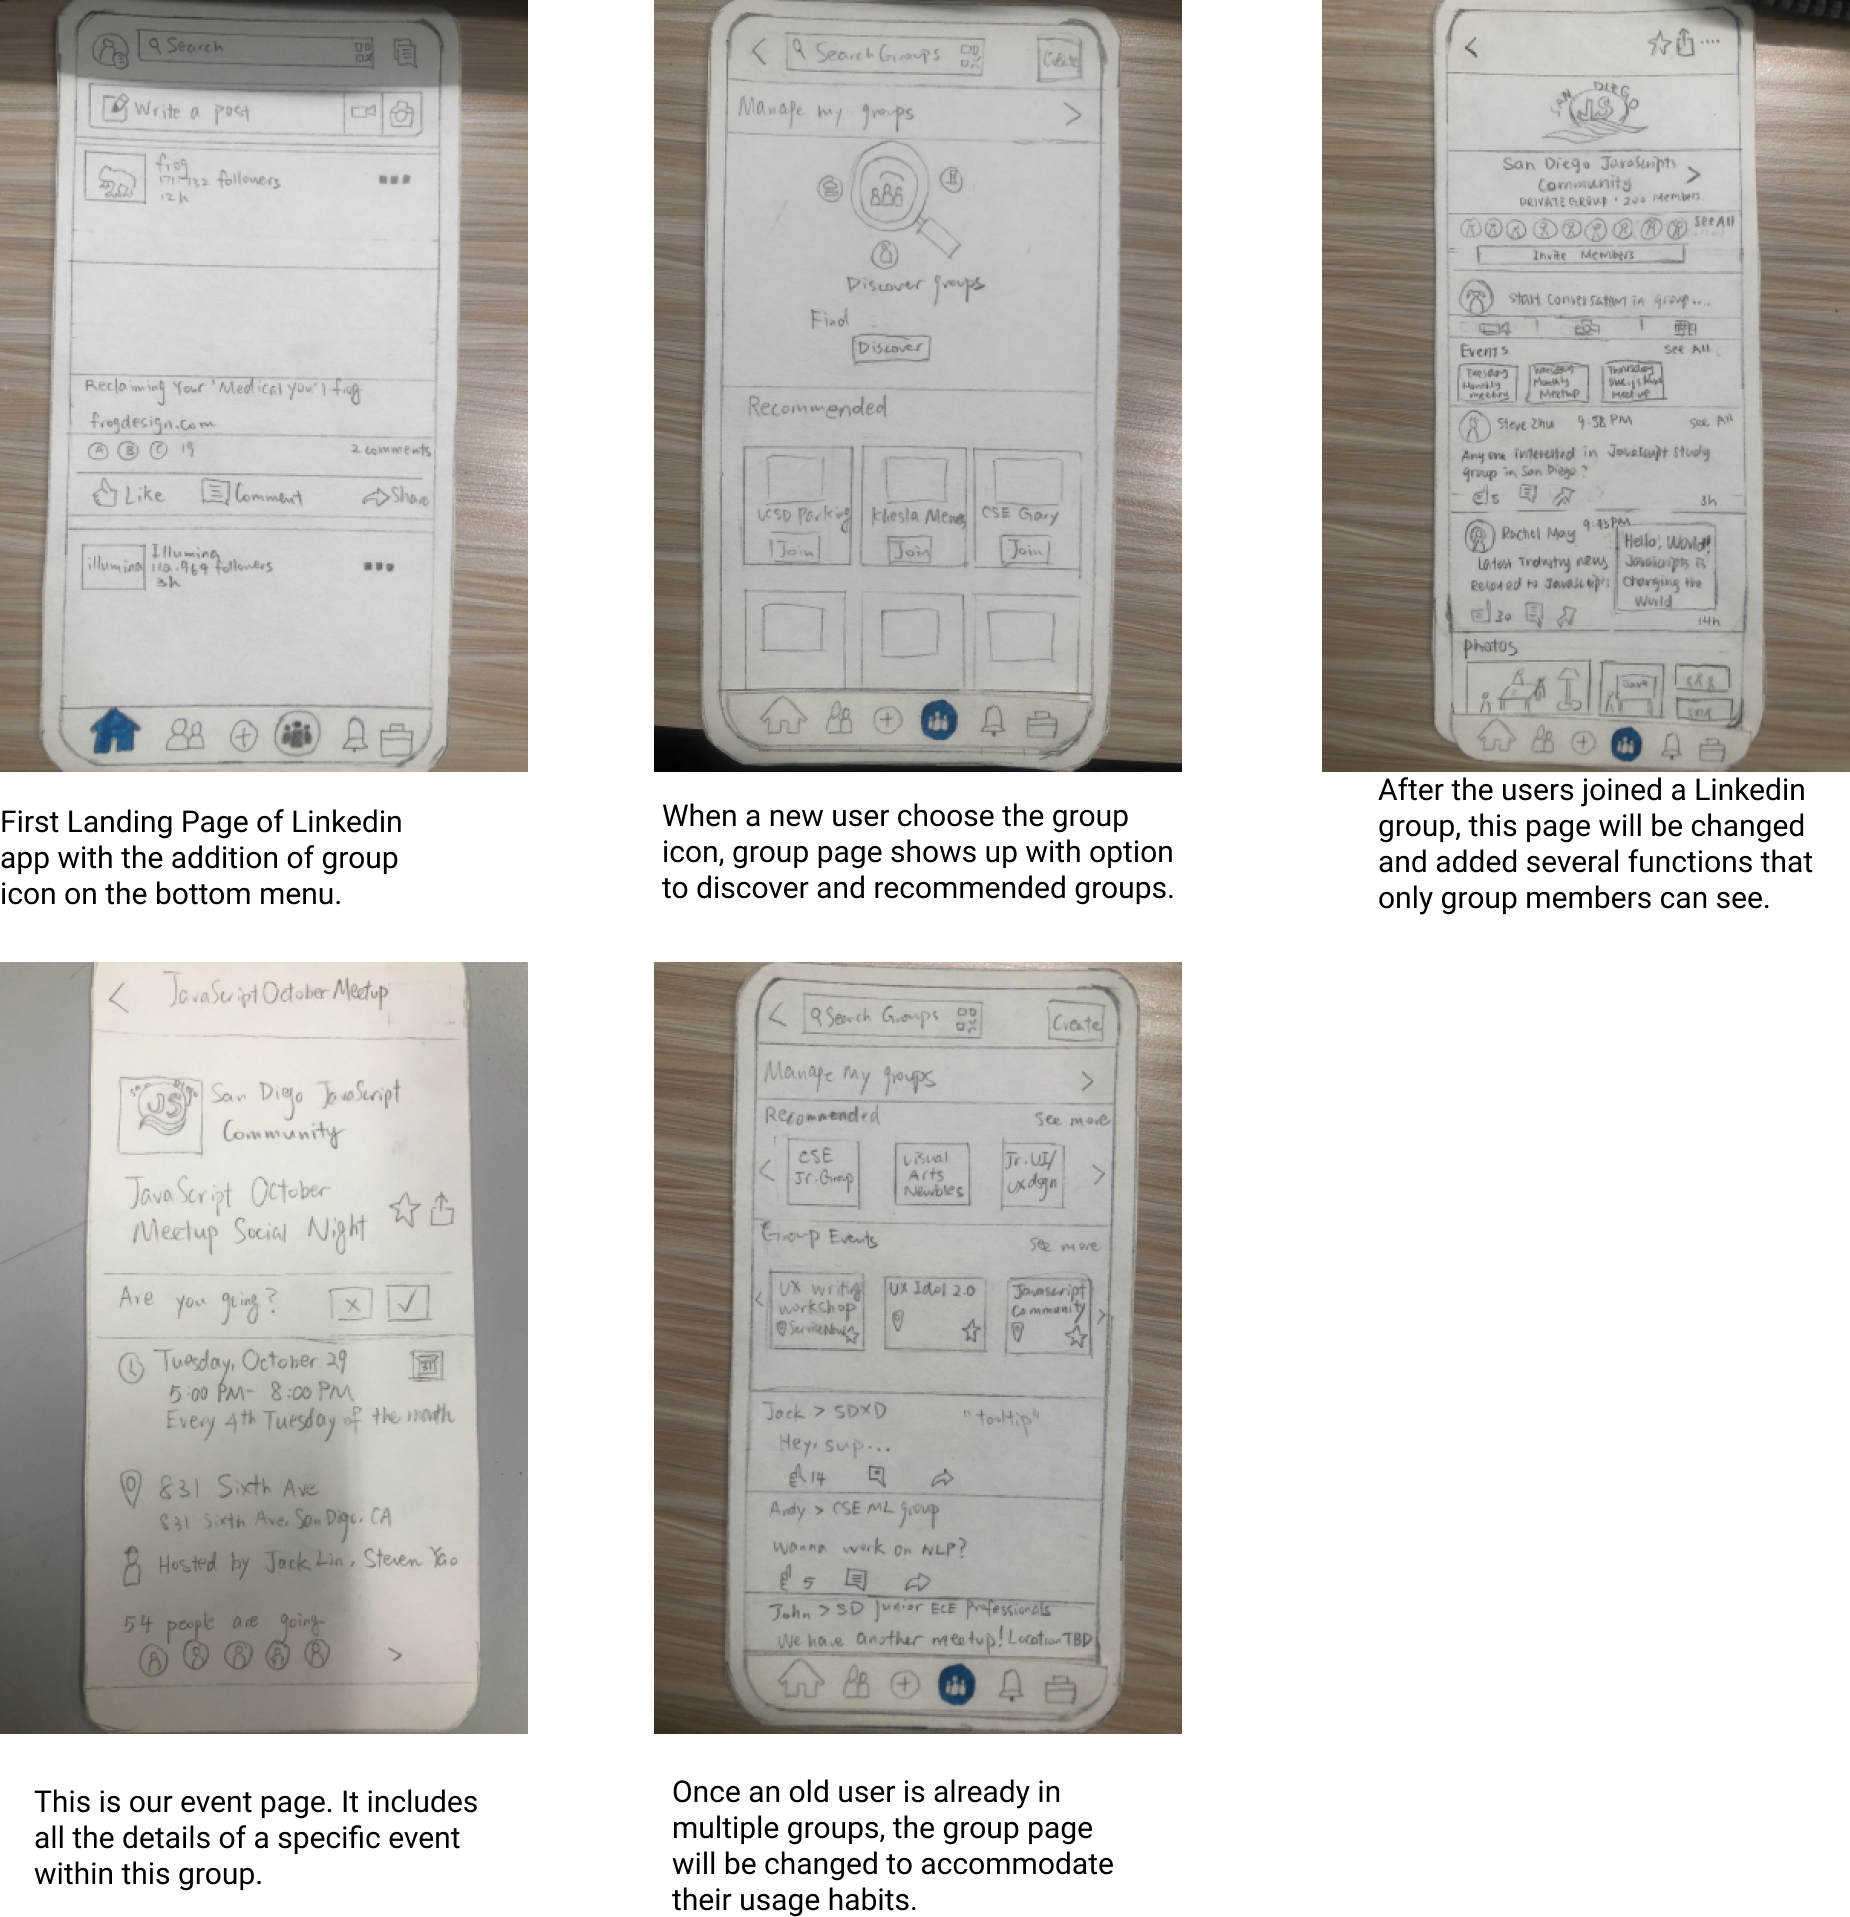 Search
Write a post
frog
171-132 followers
12h
Reclaiming Your 'Medical you' | frog
frogdesign.com
A B C 19
2 comments
Like Comment Share
illumina
Illumina
112.969 followers
3h
First Landing Page of Linkedin
app with the addition of group
icon on the bottom menu.
Search Groups
Create
Manage my groups >
Discover groups
Find
Discover
Recommended
UCSD Parking
Khosla CSE Gary
Join Join Join
When a new user choose the group
icon, group page shows up with option
to discover and recommended groups.
SAN DIEGO
JS
San Diego JavaScripts
Community
PRIVATE GROUP · 200 Members.
See All
Invite Members
Start Conversation in group....
Events See All
Tuesday
Monthly
meeting
Monthly
Meetup
Thursday
Meet up
Steve Zhu 9:58 PM See All
Any one interested in Javascript Study
group in San Diego?
5
3h
Rachel May 9:43 PM
Latest Industry news
Related to Javascripts
Hello, World!
Javascripts is
Changing the
World
30
14h
Photos
Java
After the users joined a Linkedin
group, this page will be changed
and added several functions that
only group members can see.
< JavaScript October Meetup
San Diego
JS
San Diego JavaScript
Community
JavaScript October
Meetup Social Night
Are you going? x ✓
Tuesday, October 29
31
5:00 PM- 8:00 PM
Every 4th Tuesday of the month
831 Sixth Ave
831 Sixth Ave. San Digo. CA
Hosted by Jack Lin, Steven Yao
54 people are going
>
This is our event page. It includes
all the details of a specific event
within this group.
< Search Groups Create
Manage My groups >
Recommended See more
CSE
Jr. Group
Visual
Arts
Newbies
Jr. UI/
UX dsgn
Group Events See more
UX writing
workshop
ServiceNow
UX Idol 2.0
Javascript
Community
Jack > SDXD "tooltip"
Hey, sup...
14
Andy > CSE ML group
Wanna work on NLP?
5
John > SD Junior ECE Professionals
We have another meetup! Location TBD
Once an old user is already in
multiple groups, the group page
will be changed to accommodate
their usage habits.